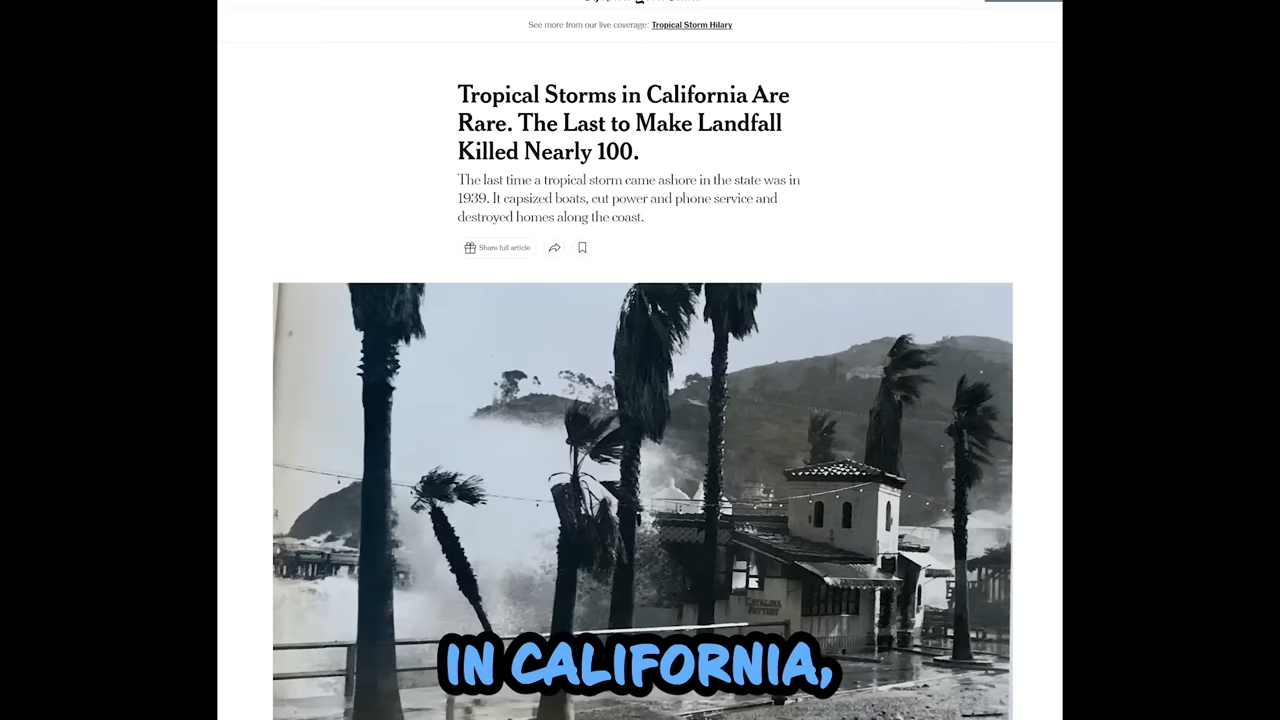 See more from our live coverage: Tropical Storm Hilary
Tropical Storms in California Are
Rare. The Last to Make Landfall
Killed Nearly 100.
The last time a tropical storm came ashore in the state was in
1939. It capsized boats, cut power and phone service and
destroyed homes along the coast.
Share full article
CATALINA
POTTERY
IN CALIFORNIA,